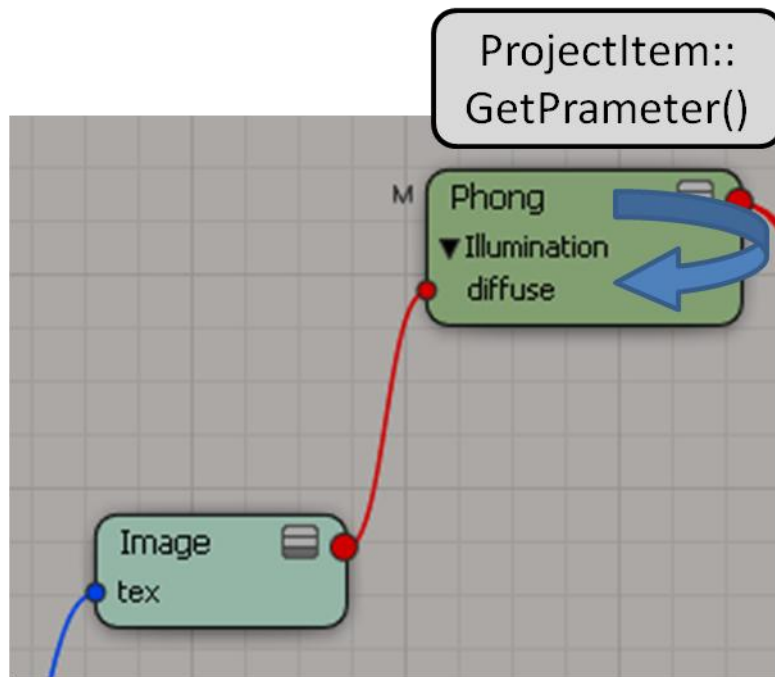 ProjectItem::
GetPrameter()
M
Phong
Illumination
diffuse
Image
tex